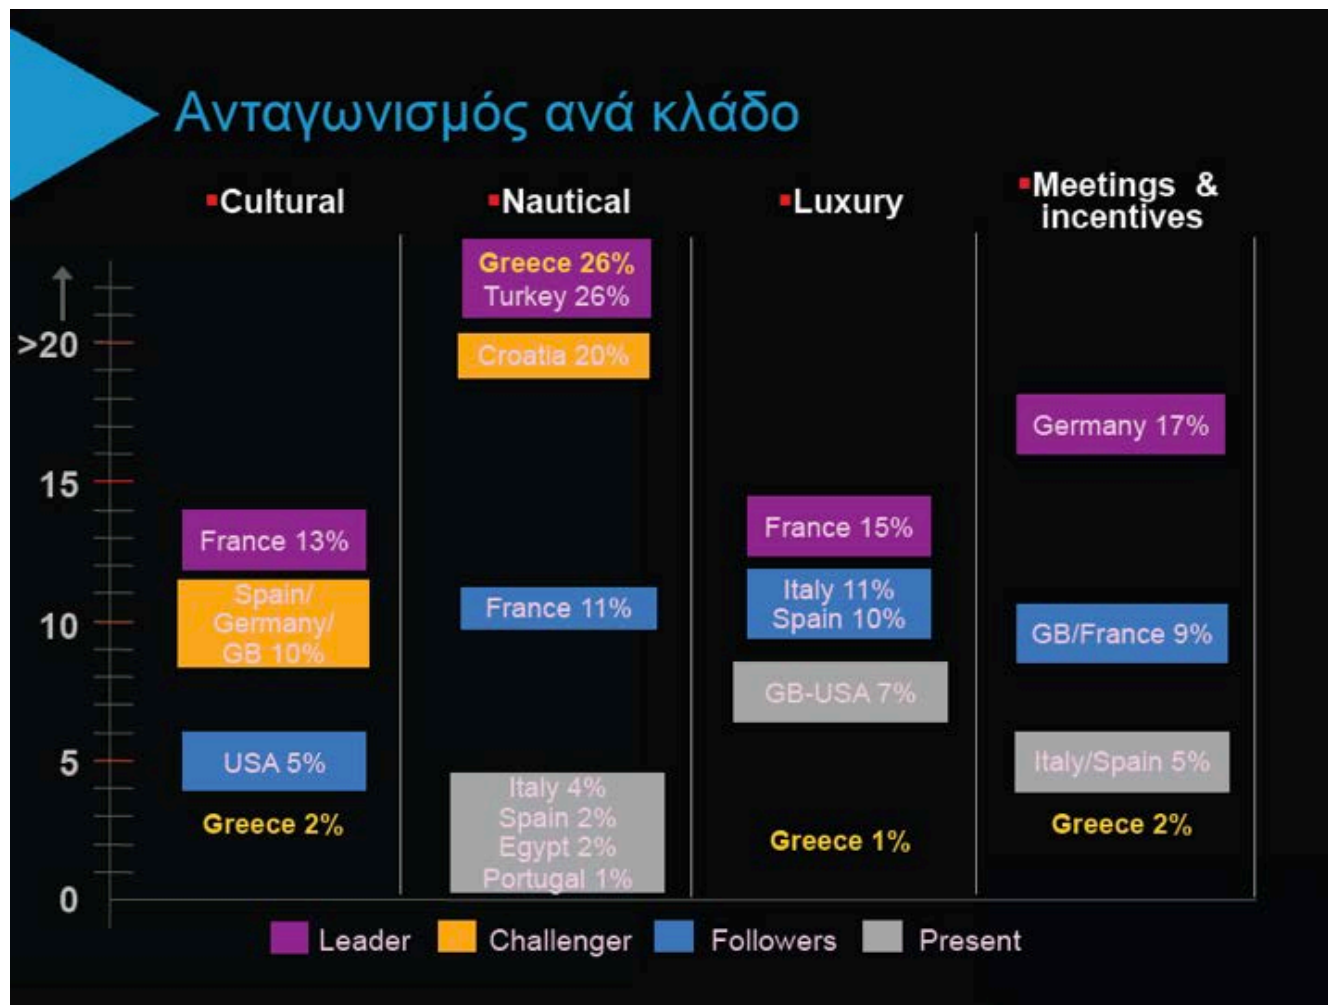 Ανταγωνισμός ανά κλάδο
Cultural
Nautical
Luxury
Meetings &
incentives
>20
15
10
5
0
France 13%
Spain/
Germany/
GB 10%
USA 5%
Greece 2%
Greece 26%
Turkey 26%
Croatia 20%
France 11%
Italy 4%
Spain 2%
Egypt 2%
Portugal 1%
France 15%
Italy 11%
Spain 10%
GB-USA 7%
Greece 1%
Germany 17%
GB/France 9%
Italy/Spain 5%
Greece 2%
Leader
Challenger
Followers
Present